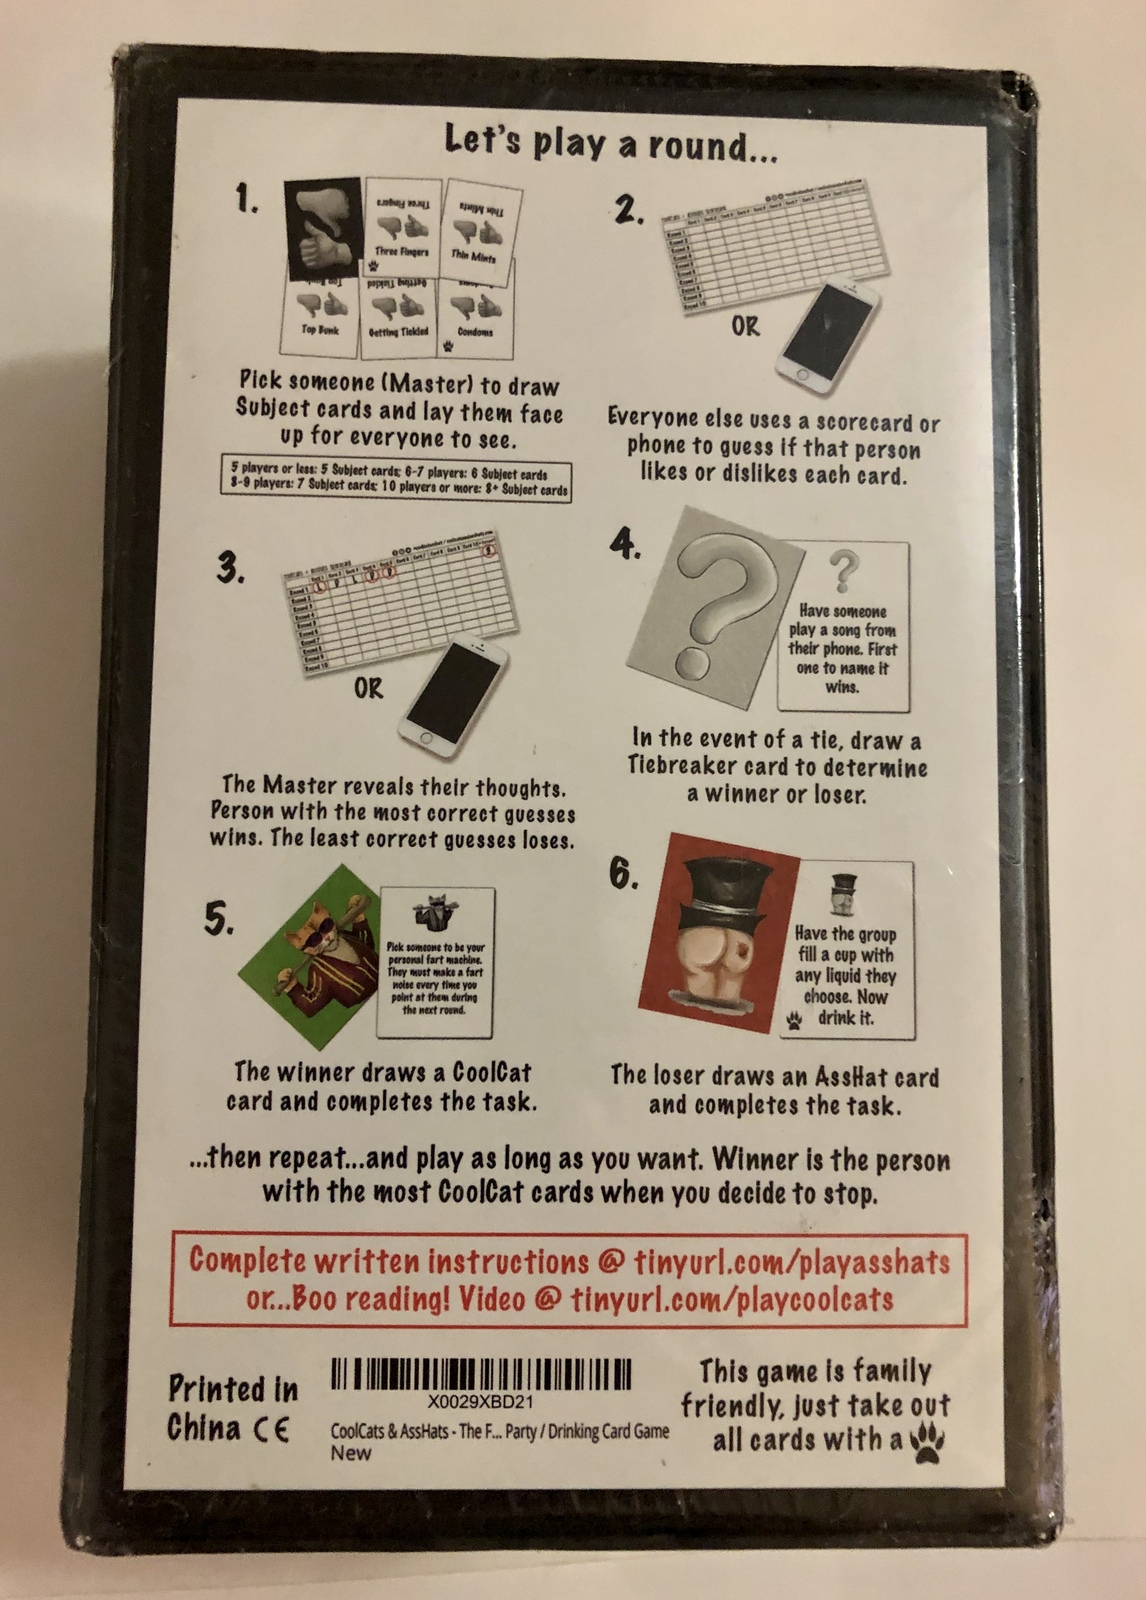 Let's play a round...
1.
Three Fingers
Thin Mints
Three Fingers
Thin Mints
Getting Tickled
Top Bunk
Getting Tickled
Condoms
Pick someone (Master) to draw
Subject cards and lay them face
up for everyone to see.
5 players or less: 5 Subject cards; 6-7 players: 6 Subject cards
8-9 players: 7 Subject cards; 10 players or more: 8+ Subject cards
2.
OR
Everyone else uses a scorecard or
phone to guess if that person
likes or dislikes each card.
3.
OR
The Master reveals their thoughts.
Person with the most correct guesses
wins. The least correct guesses loses.
4.
?
Have someone
play a song from
their phone. First
one to name it
wins.
In the event of a tie, draw a
Tiebreaker card to determine
a winner or loser.
5.
Pick someone to be your
personal fart machine.
They must make a fart
noise every time you
point at them during
the next round.
The winner draws a CoolCat
card and completes the task.
6.
Have the group
fill a cup with
any liquid they
choose. Now
drink it.
The loser draws an AssHat card
and completes the task.
...then repeat...and play as long as you want. Winner is the person
with the most CoolCat cards when you decide to stop.
Complete written instructions @ tinyurl.com/playasshats
or...Boo reading! Video @ tinyurl.com/playcoolcats
Printed in
China CE
X0029XBD21
CoolCats & AssHats - The F... Party / Drinking Card Game
New
This game is family
friendly, just take out
all cards with a